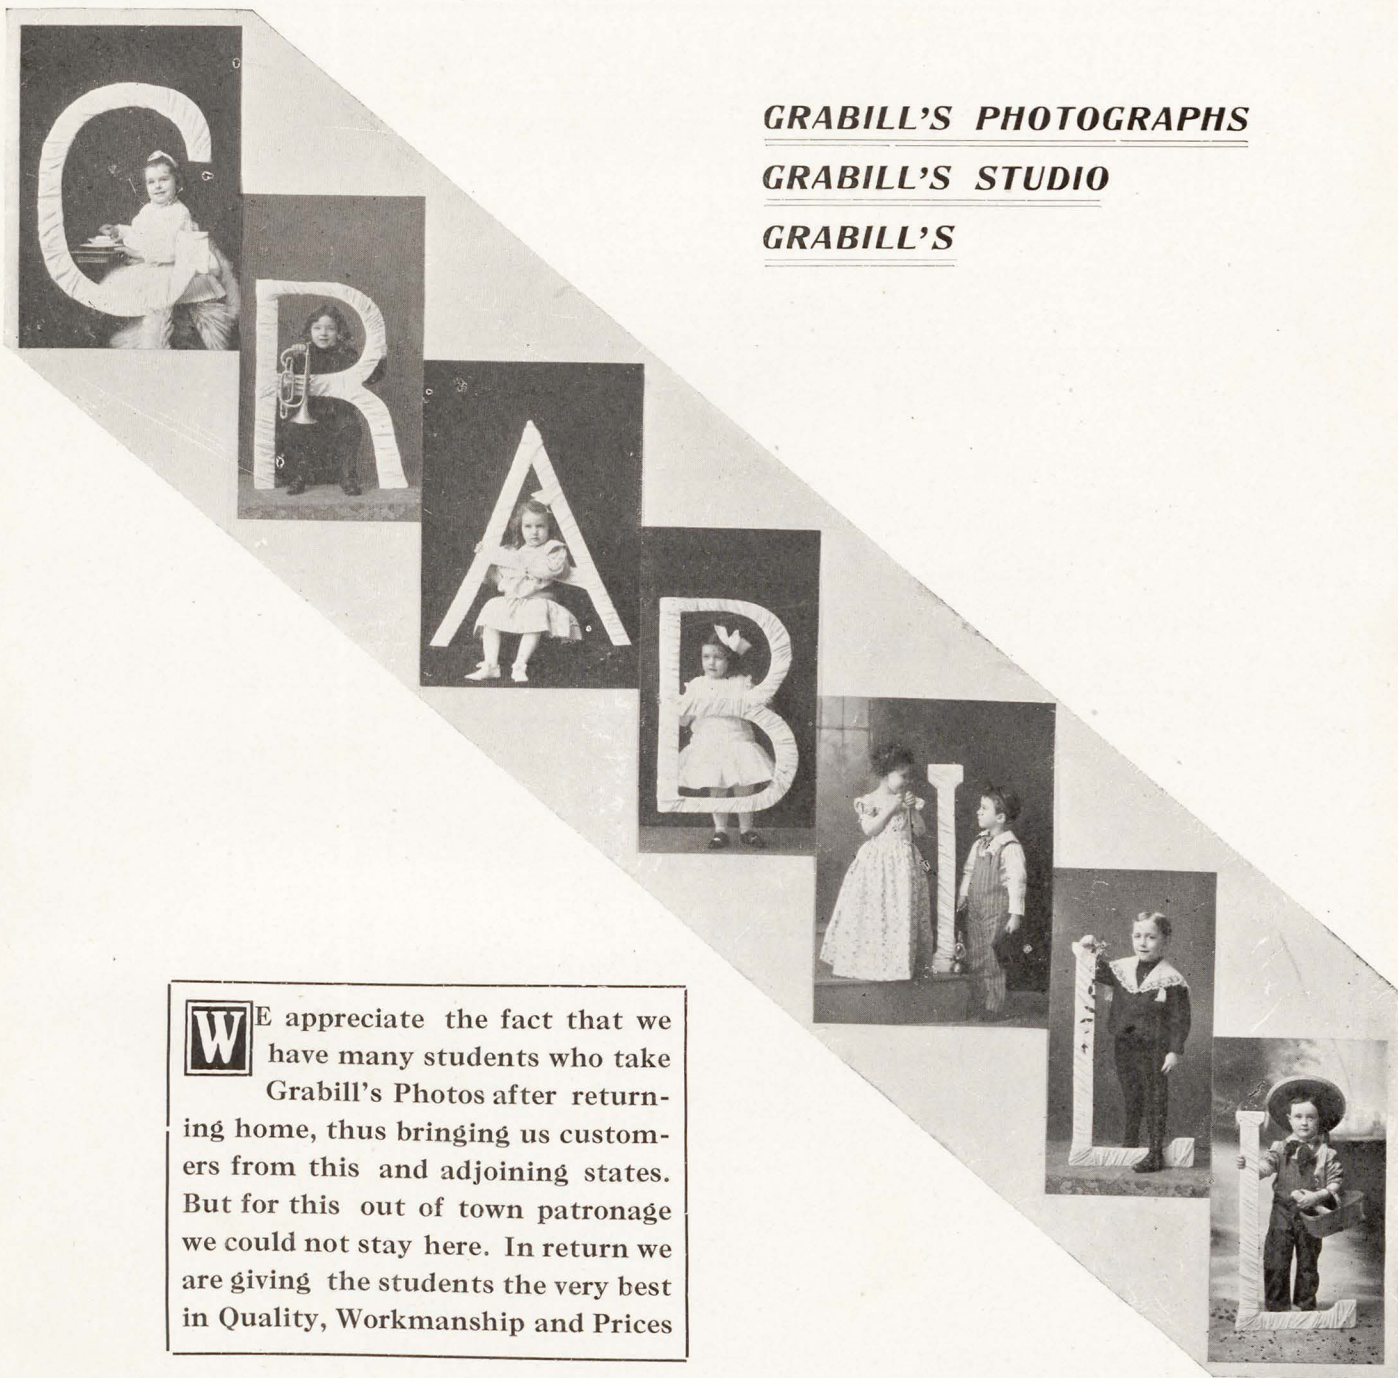 GRABILL'S PHOTOGRAPHS
GRABILL'S STUDIO
GRABILL'S
G
R
A
B
I
L
L
WE appreciate the fact that we
have many students who take
Grabill's Photos after return-
ing home, thus bringing us custom-
ers from this and adjoining states.
But for this out of town patronage
we could not stay here. In return we
are giving the students the very best
in Quality, Workmanship and Prices